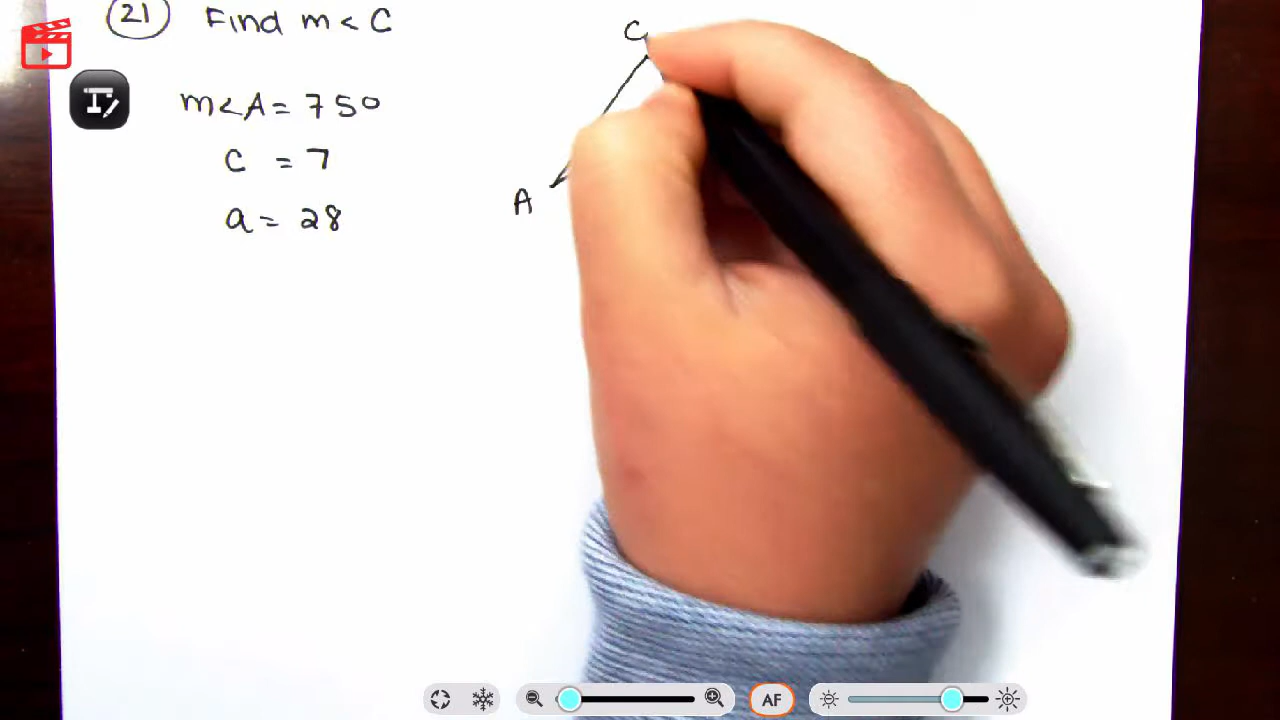 21 Find m < C
m < A = 75°
c = 7
a = 28
C
A
AF